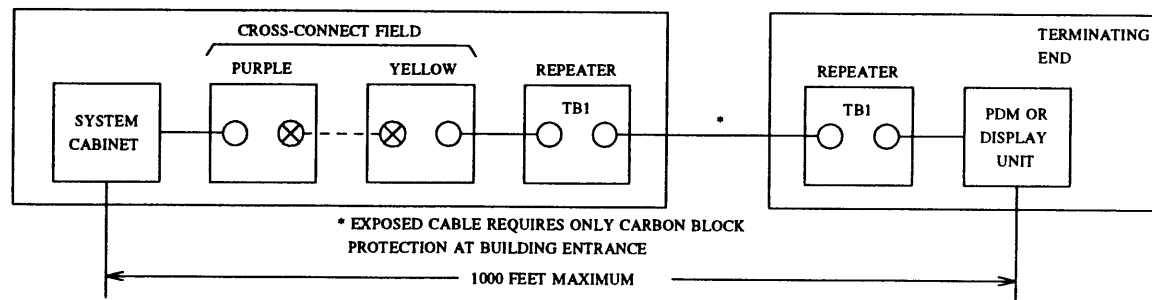 CROSS-CONNECT FIELD
TERMINATING
END
PURPLE
YELLOW
REPEATER
REPEATER
SYSTEM
CABINET
TB1
*
TB1
PDM OR
DISPLAY
UNIT
* EXPOSED CABLE REQUIRES ONLY CARBON BLOCK
PROTECTION AT BUILDING ENTRANCE
1000 FEET MAXIMUM